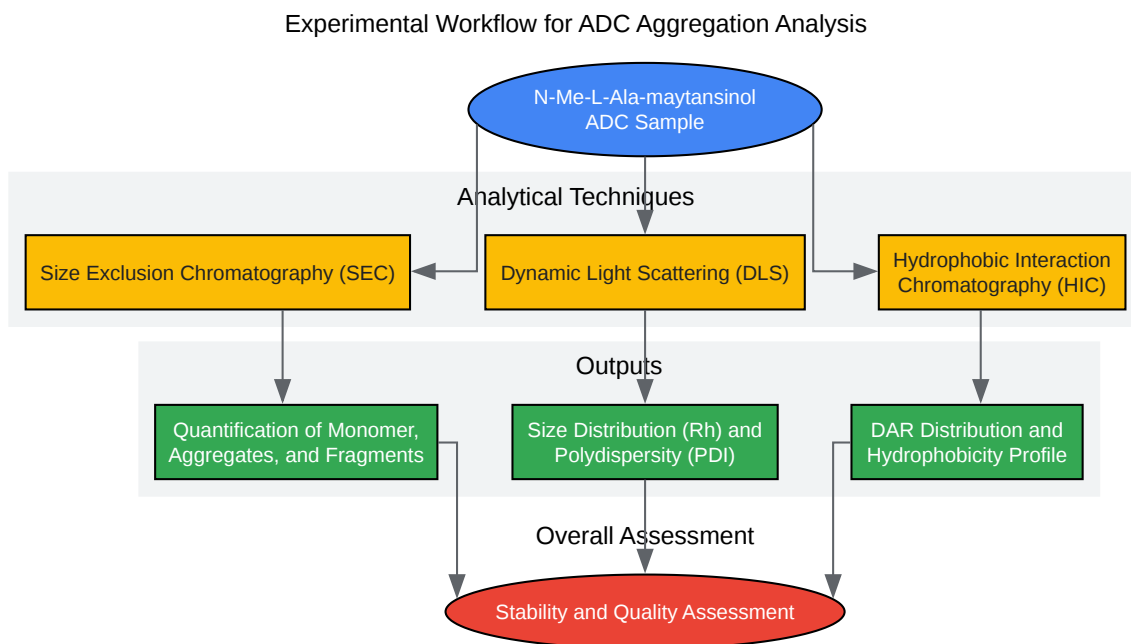 Experimental Workflow for ADC Aggregation Analysis
N-Me-L-Ala-maytansinol
ADC Sample
Analytical Techniques
Size Exclusion Chromatography (SEC)
Dynamic Light Scattering (DLS)
Hydrophobic Interaction
Chromatography (HIC)
Outputs
Quantification of Monomer,
Aggregates, and Fragments
Size Distribution (Rh) and
Polydispersity (PDI)
DAR Distribution and
Hydrophobicity Profile
Overall Assessment
Stability and Quality Assessment